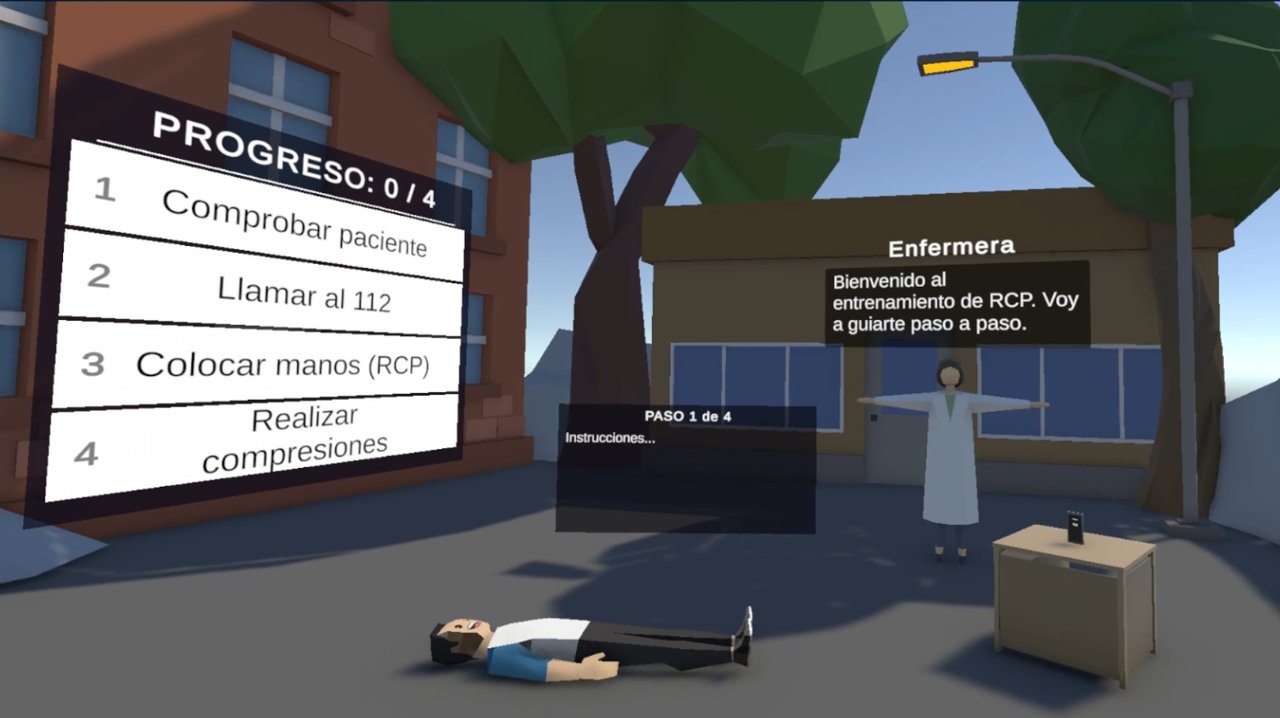 PROGRESO: 0 / 4
1 Comprobar paciente
2 Llamar al 112
3 Colocar manos (RCP)
4 Realizar
compresiones
Enfermera
Bienvenido al
entrenamiento de RCP. Voy
a guiarte paso a paso.
PASO 1 de 4
Instrucciones...